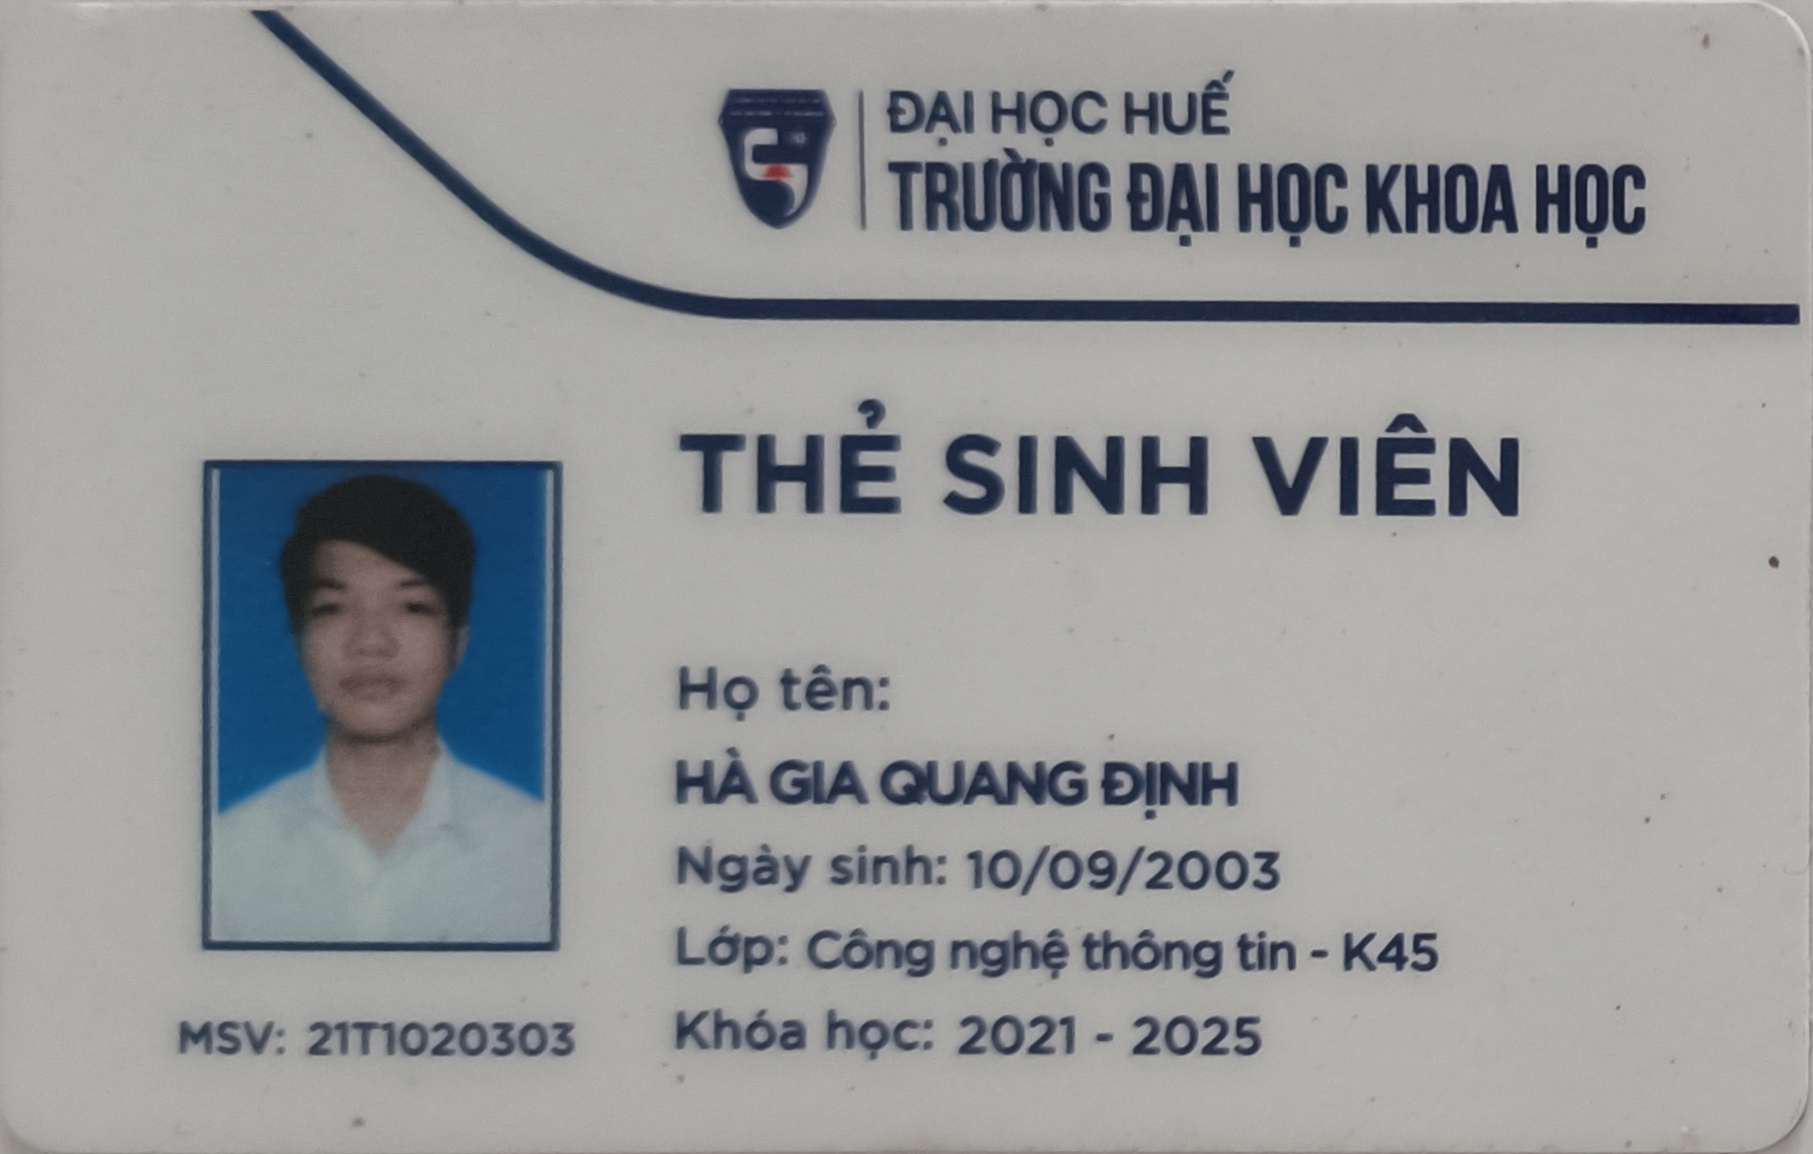 ĐẠI HỌC HUẾ
TRƯỜNG ĐẠI HỌC KHOA HỌC
THẺ SINH VIÊN
Họ tên:
HÀ GIA QUANG ĐỊNH
Ngày sinh: 10/09/2003
Lớp: Công nghệ thông tin - K45
Khóa học: 2021 - 2025
MSV: 21T1020303